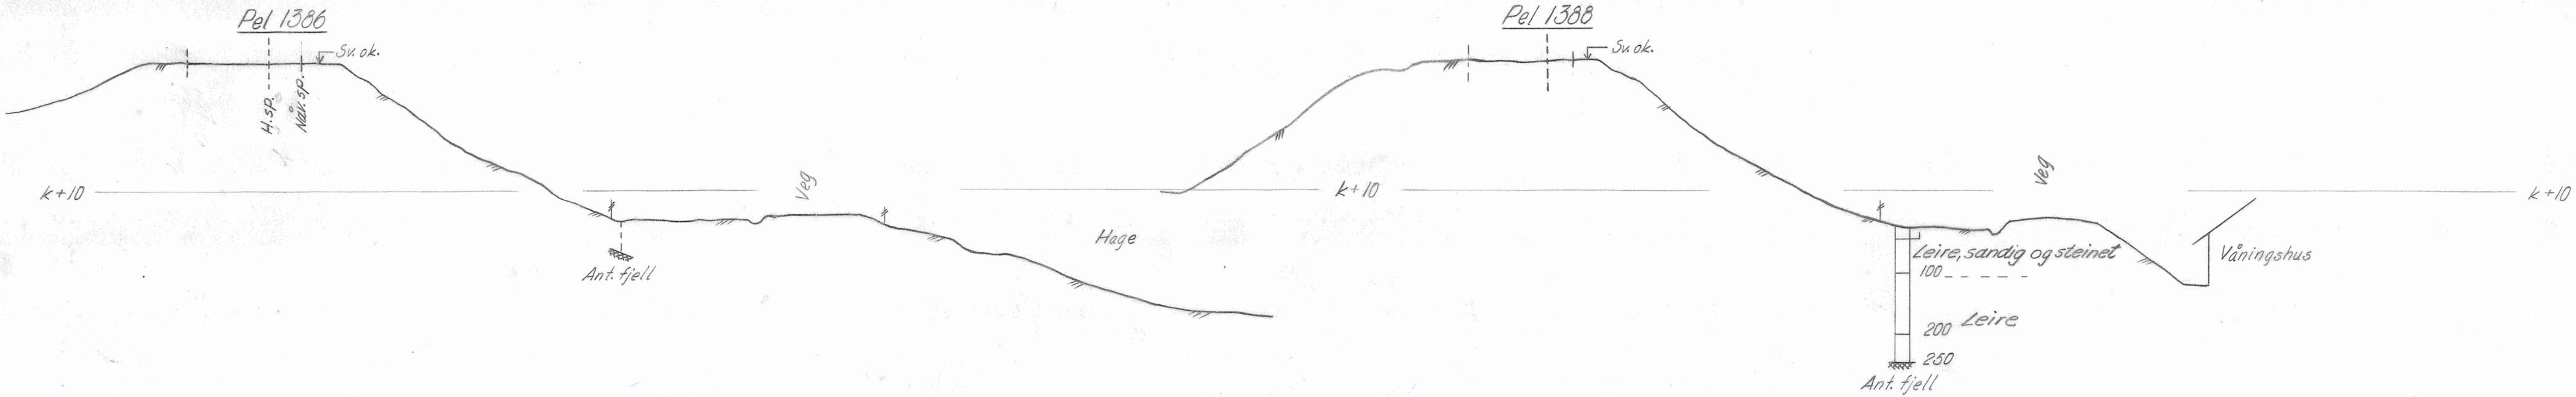 Pel 1386
Sv. ok.
H. sp.
Nåv. sp.
k+10
Veg
Ant. fjell
Hage
Pel 1388
Sv. ok.
k+10
Veg
k+10
Leire, sandig og steinet
100
Leire
200
250
Ant. fjell
Våningshus